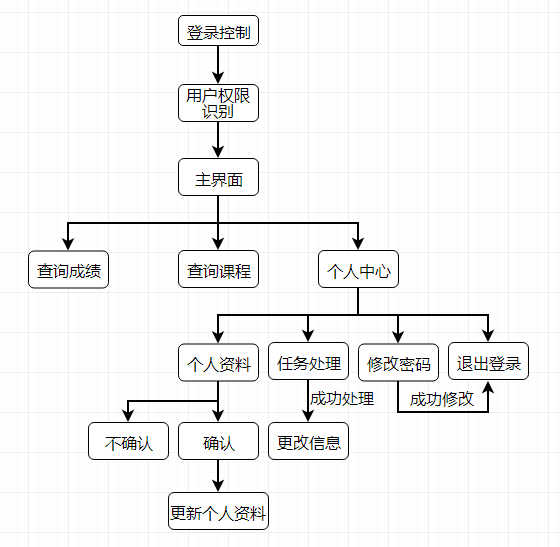 登录控制
用户权限
识别
主界面
查询成绩
查询课程
个人中心
个人资料
任务处理
修改密码
退出登录
成功处理
成功修改
不确认
确认
更改信息
更新个人资料